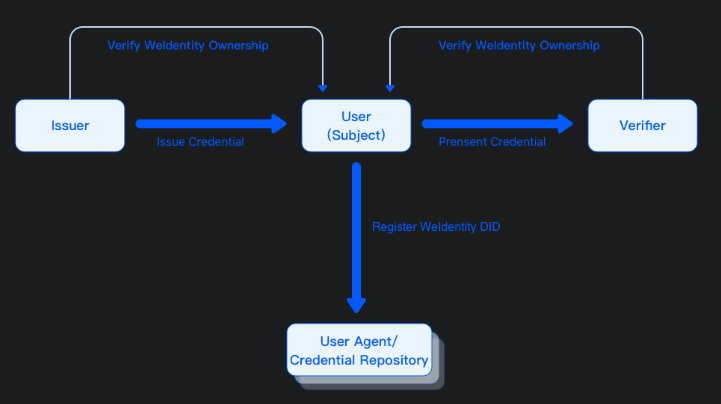 Verify WeIdentity Ownership
Verify WeIdentity Ownership
Issuer
Issue Credential
User
(Subject)
Prensent Credential
Verifier
Register WeIdentity DID
User Agent/
Credential Repository